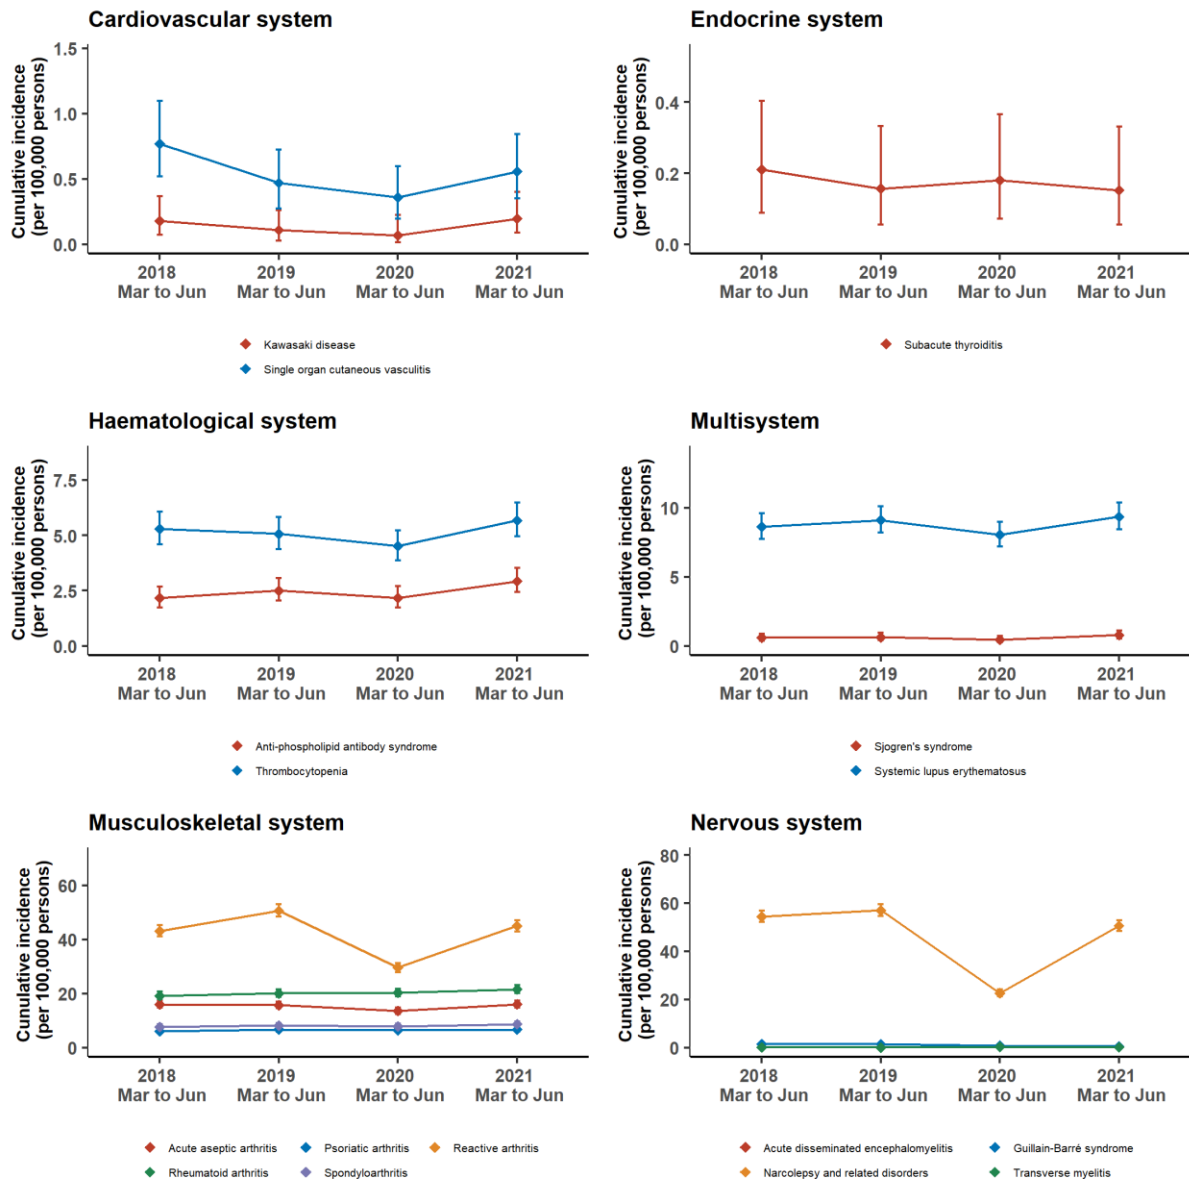 Cardiovascular system
Cunulative incidence
(per 100,000 persons)
1.5
1.0
0.5
0.0
2018
Mar to Jun
2019
Mar to Jun
2020
Mar to Jun
2021
Mar to Jun
Kawasaki disease
Single organ cutaneous vasculitis
Endocrine system
Cunulative incidence
(per 100,000 persons)
0.4
0.2
0.0
2018
Mar to Jun
2019
Mar to Jun
2020
Mar to Jun
2021
Mar to Jun
Subacute thyroiditis
Haematological system
Cunulative incidence
(per 100,000 persons)
7.5
5.0
2.5
0.0
2018
Mar to Jun
2019
Mar to Jun
2020
Mar to Jun
2021
Mar to Jun
Anti-phospholipid antibody syndrome
Thrombocytopenia
Multisystem
Cunulative incidence
(per 100,000 persons)
10
5
0
2018
Mar to Jun
2019
Mar to Jun
2020
Mar to Jun
2021
Mar to Jun
Sjogren's syndrome
Systemic lupus erythematosus
Musculoskeletal system
Cunulative incidence
(per 100,000 persons)
60
40
20
0
2018
Mar to Jun
2019
Mar to Jun
2020
Mar to Jun
2021
Mar to Jun
Acute aseptic arthritis
Psoriatic arthritis
Reactive arthritis
Rheumatoid arthritis
Spondyloarthritis
Nervous system
Cunulative incidence
(per 100,000 persons)
80
60
40
20
0
2018
Mar to Jun
2019
Mar to Jun
2020
Mar to Jun
2021
Mar to Jun
Acute disseminated encephalomyelitis
Guillain-Barré syndrome
Narcolepsy and related disorders
Transverse myelitis